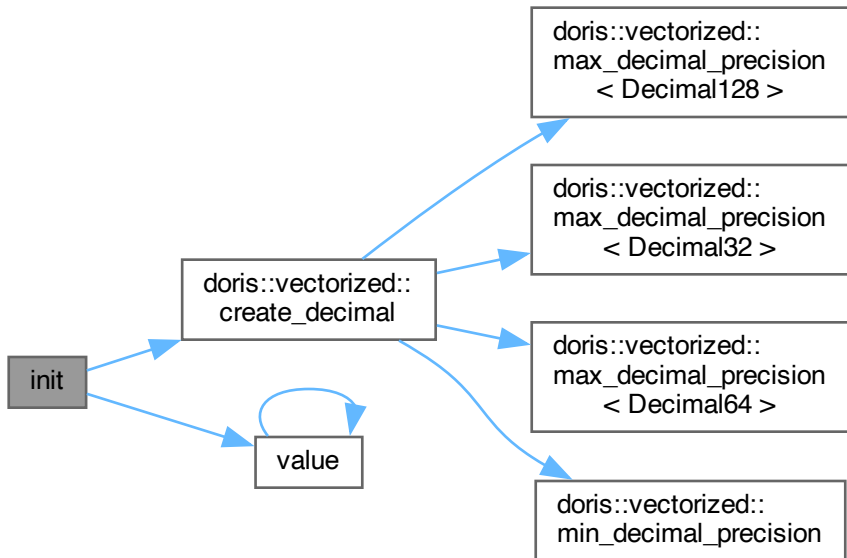 doris::vectorized::
max_decimal_precision
< Decimal128 >
doris::vectorized::
max_decimal_precision
< Decimal32 >
doris::vectorized::
create_decimal
doris::vectorized::
max_decimal_precision
< Decimal64 >
init
value
doris::vectorized::
min_decimal_precision